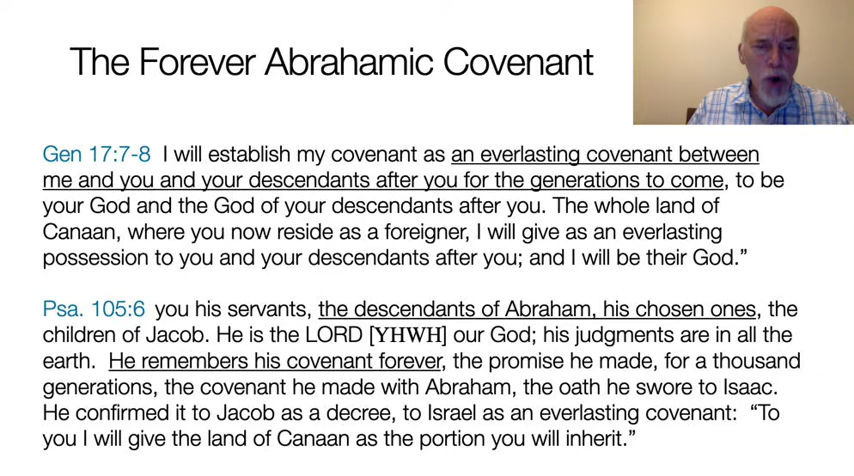 The Forever Abrahamic Covenant
Gen 17:7-8 I will establish my covenant as an everlasting covenant between
me and you and your descendants after you for the generations to come, to be
your God and the God of your descendants after you. The whole land of
Canaan, where you now reside as a foreigner, I will give as an everlasting
possession to you and your descendants after you; and I will be their God.”
Psa. 105:6 you his servants, the descendants of Abraham, his chosen ones, the
children of Jacob. He is the LORD [YHWH] our God; his judgments are in all the
earth. He remembers his covenant forever, the promise he made, for a thousand
generations, the covenant he made with Abraham, the oath he swore to Isaac.
He confirmed it to Jacob as a decree, to Israel as an everlasting covenant: “To
you I will give the land of Canaan as the portion you will inherit.”